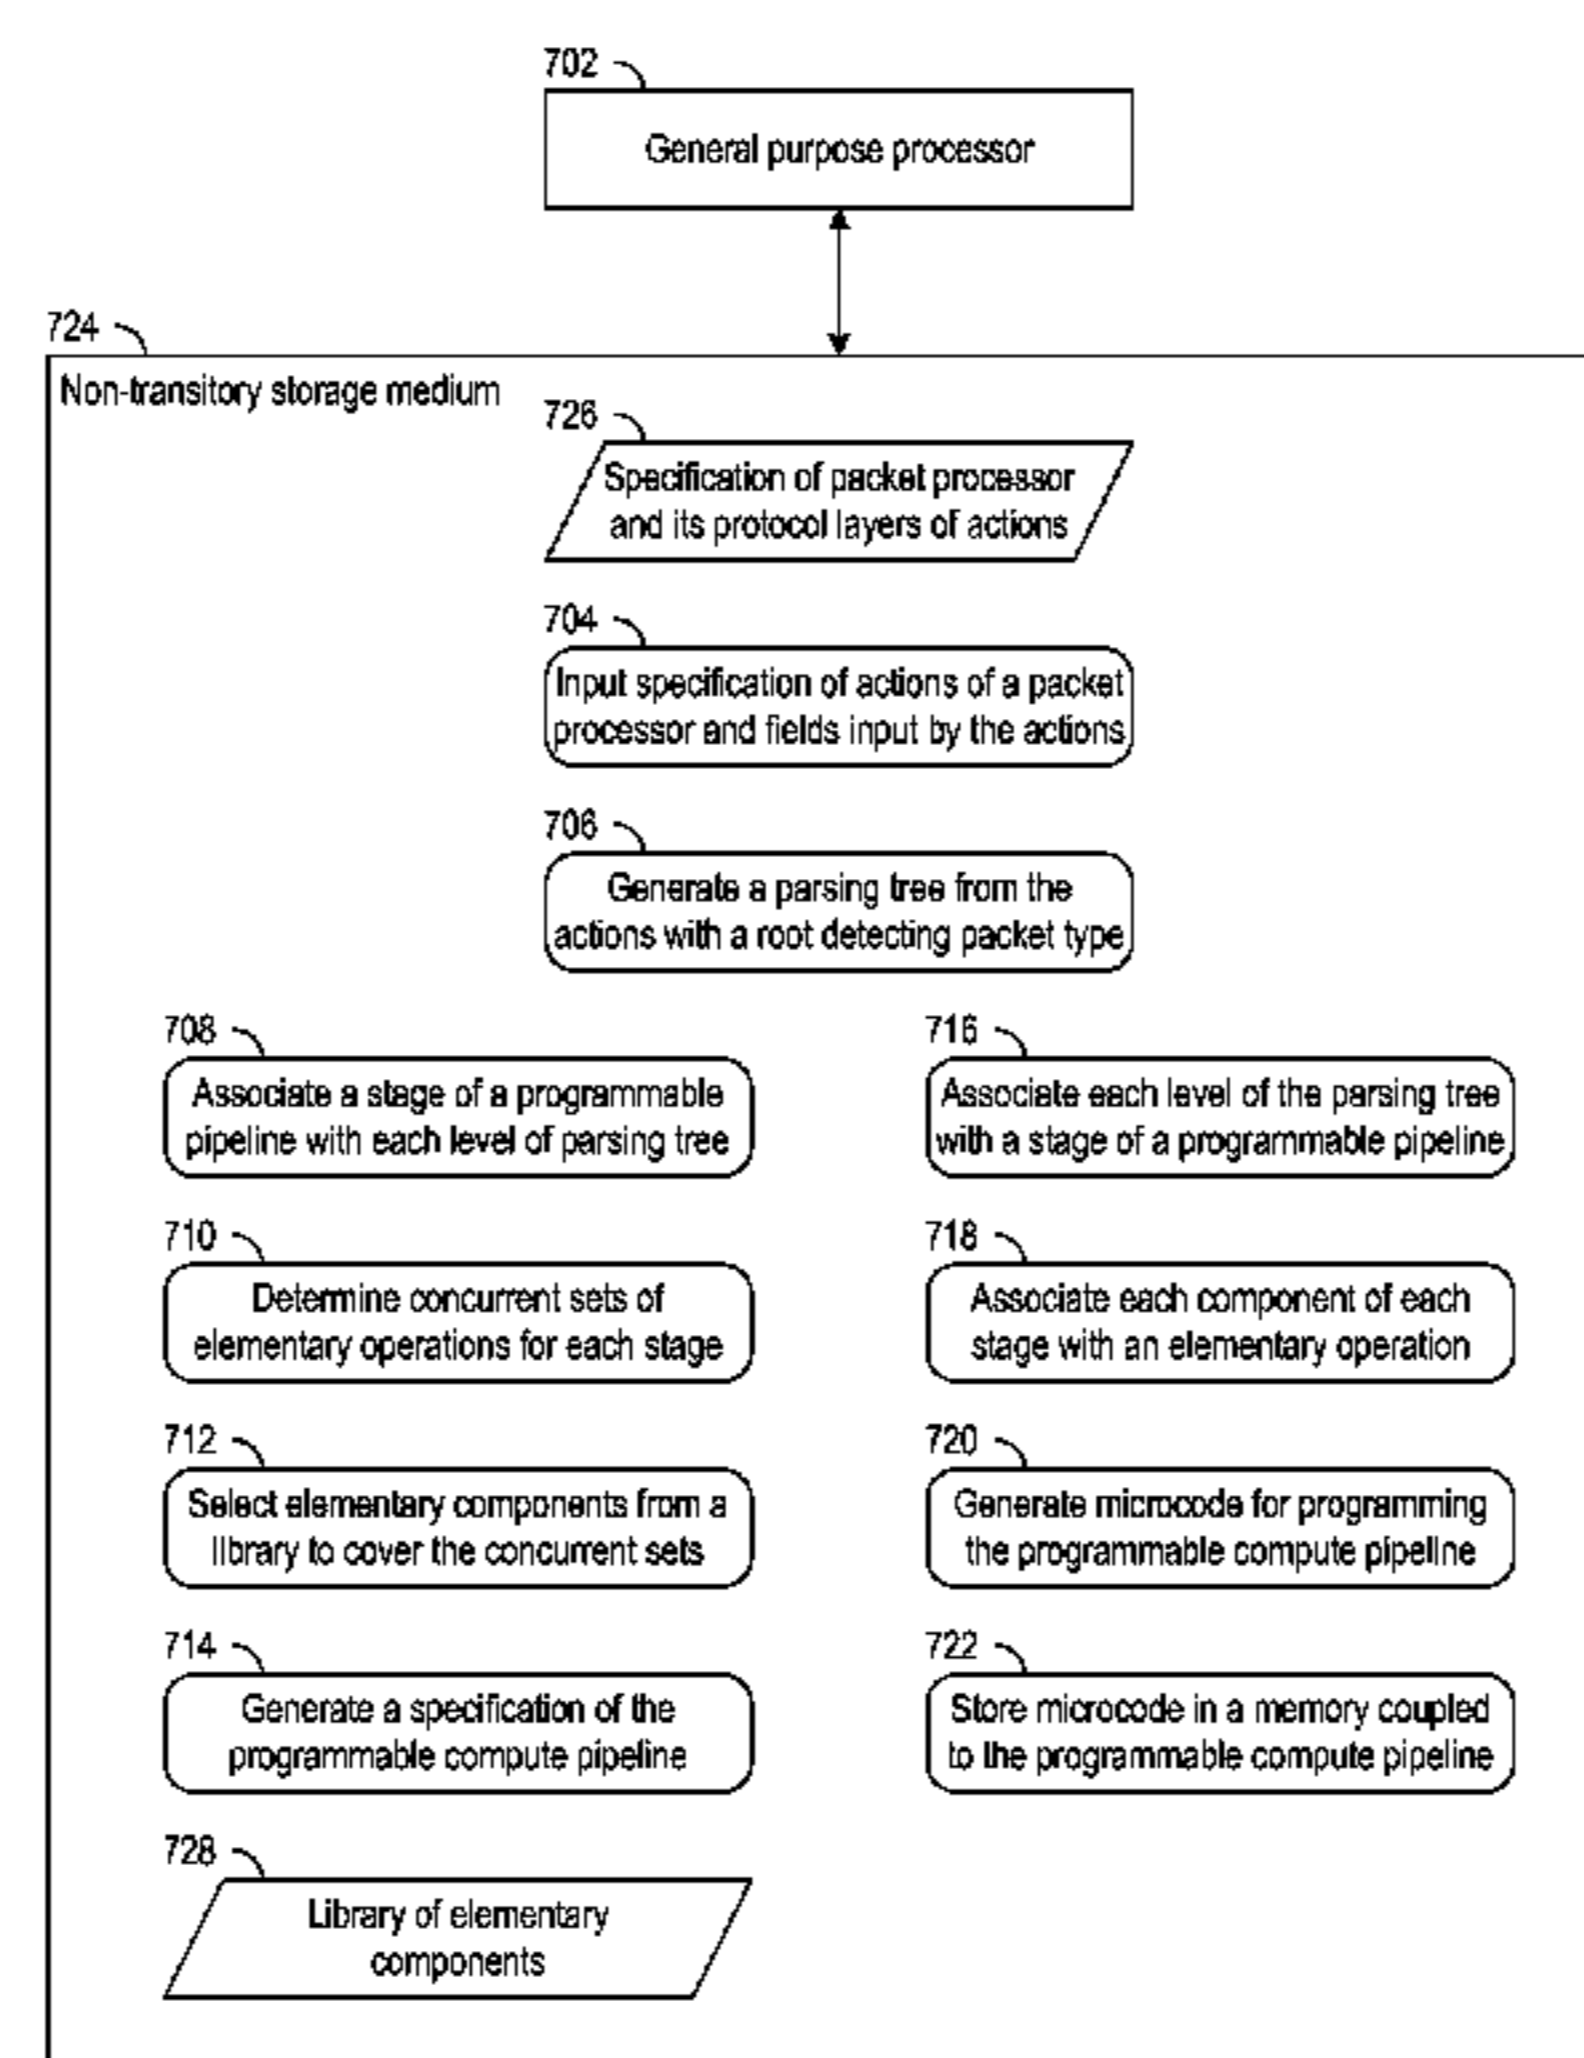 702
General purpose processor
724
Non-transitory storage medium
726
Specification of packet processor
and its protocol layers of actions
704
Input specification of actions of a packet
processor and fields input by the actions
706
Generate a parsing tree from the
actions with a root detecting packet type
708
Associate a stage of a programmable
pipeline with each level of parsing tree
710
Determine concurrent sets of
elementary operations for each stage
712
Select elementary components from a
library to cover the concurrent sets
714
Generate a specification of the
programmable compute pipeline
728
Library of elementary
components
716
Associate each level of the parsing tree
with a stage of a programmable pipeline
718
Associate each component of each
stage with an elementary operation
720
Generate microcode for programming
the programmable compute pipeline
722
Store microcode in a memory coupled
to the programmable compute pipeline